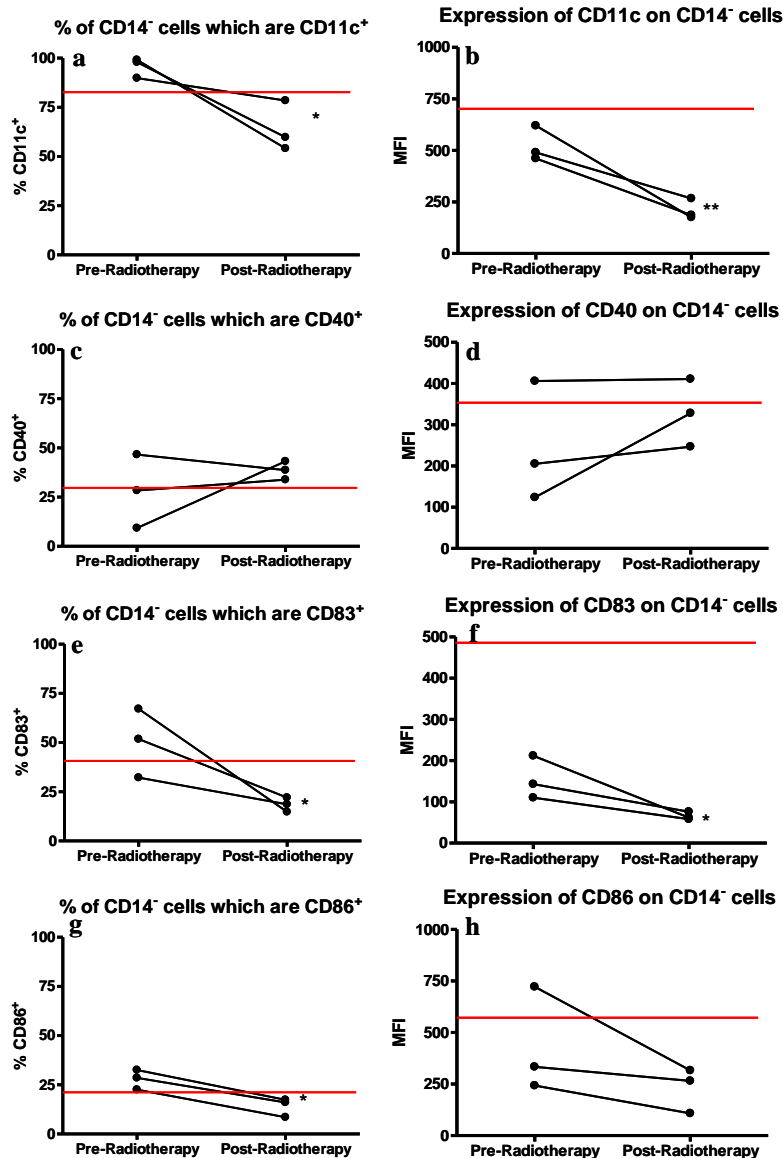 % of CD14⁻ cells which are CD11c⁺
a
100
75
50
25
0
% CD11c⁺
*
Pre-Radiotherapy Post-Radiotherapy
Expression of CD11c on CD14⁻ cells
b
1000
750
500
250
0
MFI
**
Pre-Radiotherapy Post-Radiotherapy
% of CD14⁻ cells which are CD40⁺
c
100
75
50
25
0
% CD40⁺
Pre-Radiotherapy Post-Radiotherapy
Expression of CD40 on CD14⁻ cells
d
500
400
300
200
100
0
MFI
Pre-Radiotherapy Post-Radiotherapy
% of CD14⁻ cells which are CD83⁺
e
100
75
50
25
0
% CD83⁺
*
Pre-Radiotherapy Post-Radiotherapy
Expression of CD83 on CD14⁻ cells
f
500
400
300
200
100
0
MFI
*
Pre-Radiotherapy Post-Radiotherapy
% of CD14⁻ cells which are CD86⁺
g
100
75
50
25
0
% CD86⁺
*
Pre-Radiotherapy Post-Radiotherapy
Expression of CD86 on CD14⁻ cells
h
1000
750
500
250
0
MFI
Pre-Radiotherapy Post-Radiotherapy